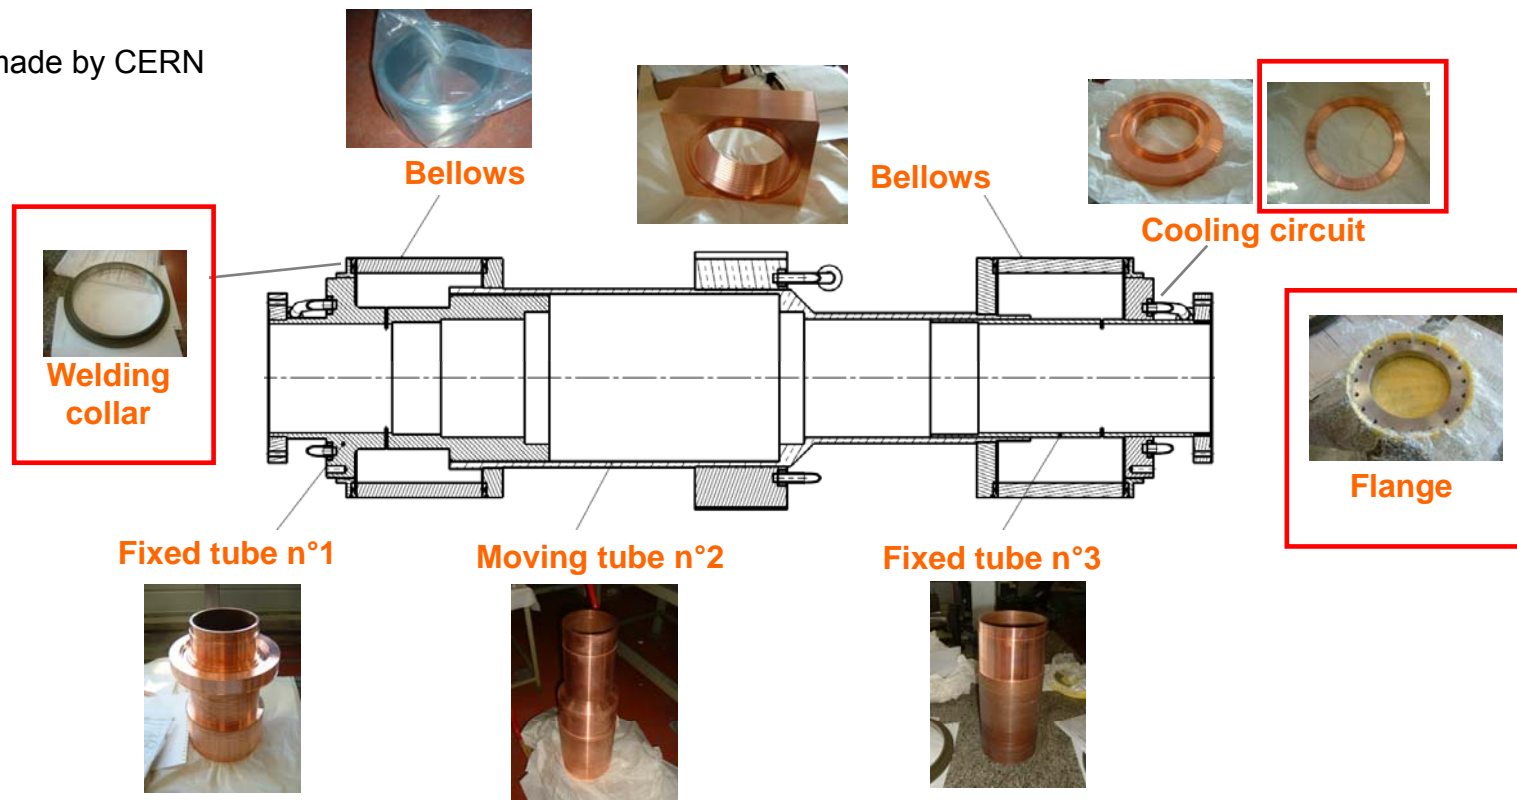 made by CERN
Bellows
Bellows
Cooling circuit
Welding
collar
Flange
Fixed tube n°1
Moving tube n°2
Fixed tube n°3